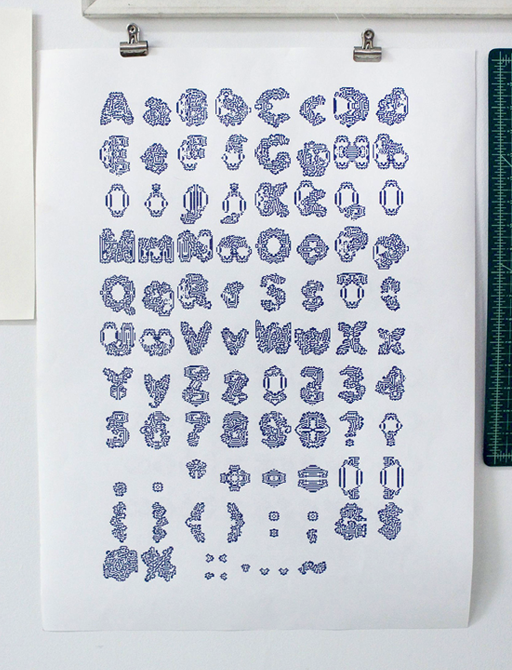 A a B b C c D d
E e F f G g H h
I i J j K k L l
M m N n O o P p
Q q R r S s T t
U u V v W w X x
Y y Z z 1 2 3 4
5 6 7 8 9 0 ? !
. , + - = [ ]
{ } ( ) : ; &